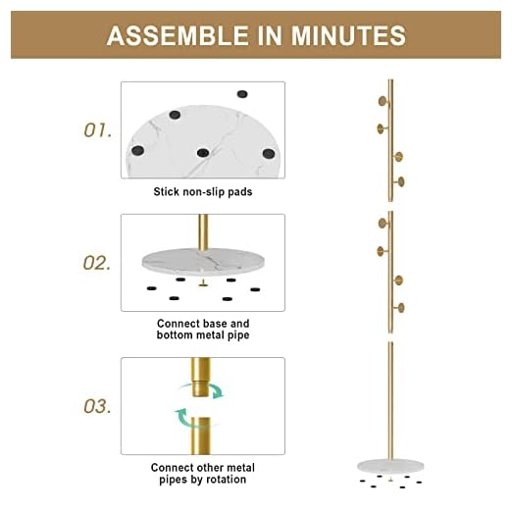 ASSEMBLE IN MINUTES
01.
Stick non-slip pads
02.
Connect base and
bottom metal pipe
03.
Connect other metal
pipes by rotation